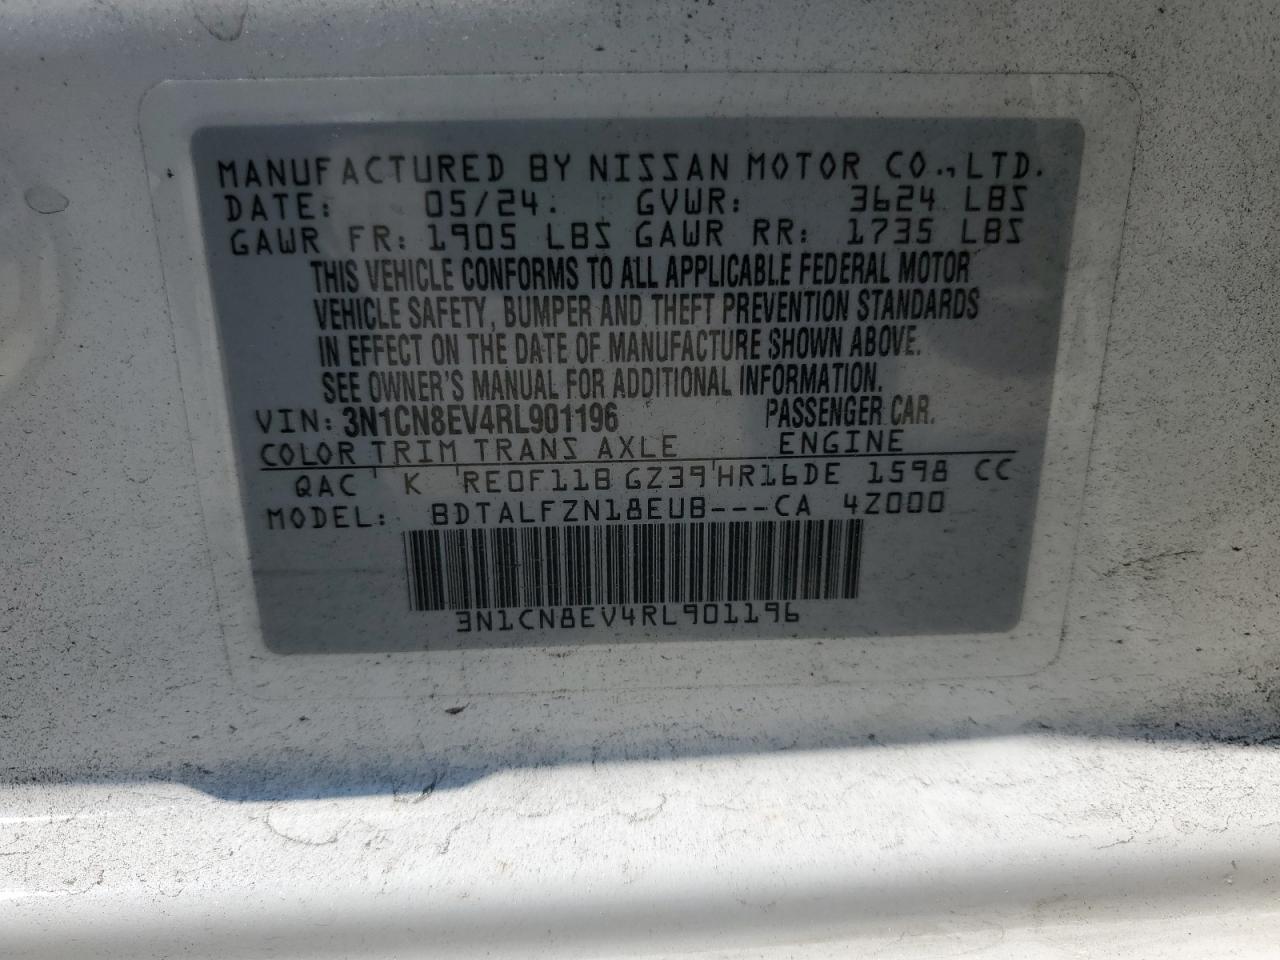 MANUFACTURED BY NISSAN MOTOR CO., LTD.
DATE: 05/24. GVWR: 3624 LBS
GAWR FR: 1905 LBS GAWR RR: 1735 LBS
THIS VEHICLE CONFORMS TO ALL APPLICABLE FEDERAL MOTOR
VEHICLE SAFETY, BUMPER AND THEFT PREVENTION STANDARDS
IN EFFECT ON THE DATE OF MANUFACTURE SHOWN ABOVE.
SEE OWNER'S MANUAL FOR ADDITIONAL INFORMATION.
VIN: 3N1CN8EV4RL901196 PASSENGER CAR.
COLOR TRIM TRANS AXLE ENGINE
QAC K RE0F11B GZ39 HR16DE 1598 CC
MODEL: BDTALFZN18EUB---CA 4Z000
3N1CN8EV4RL901196